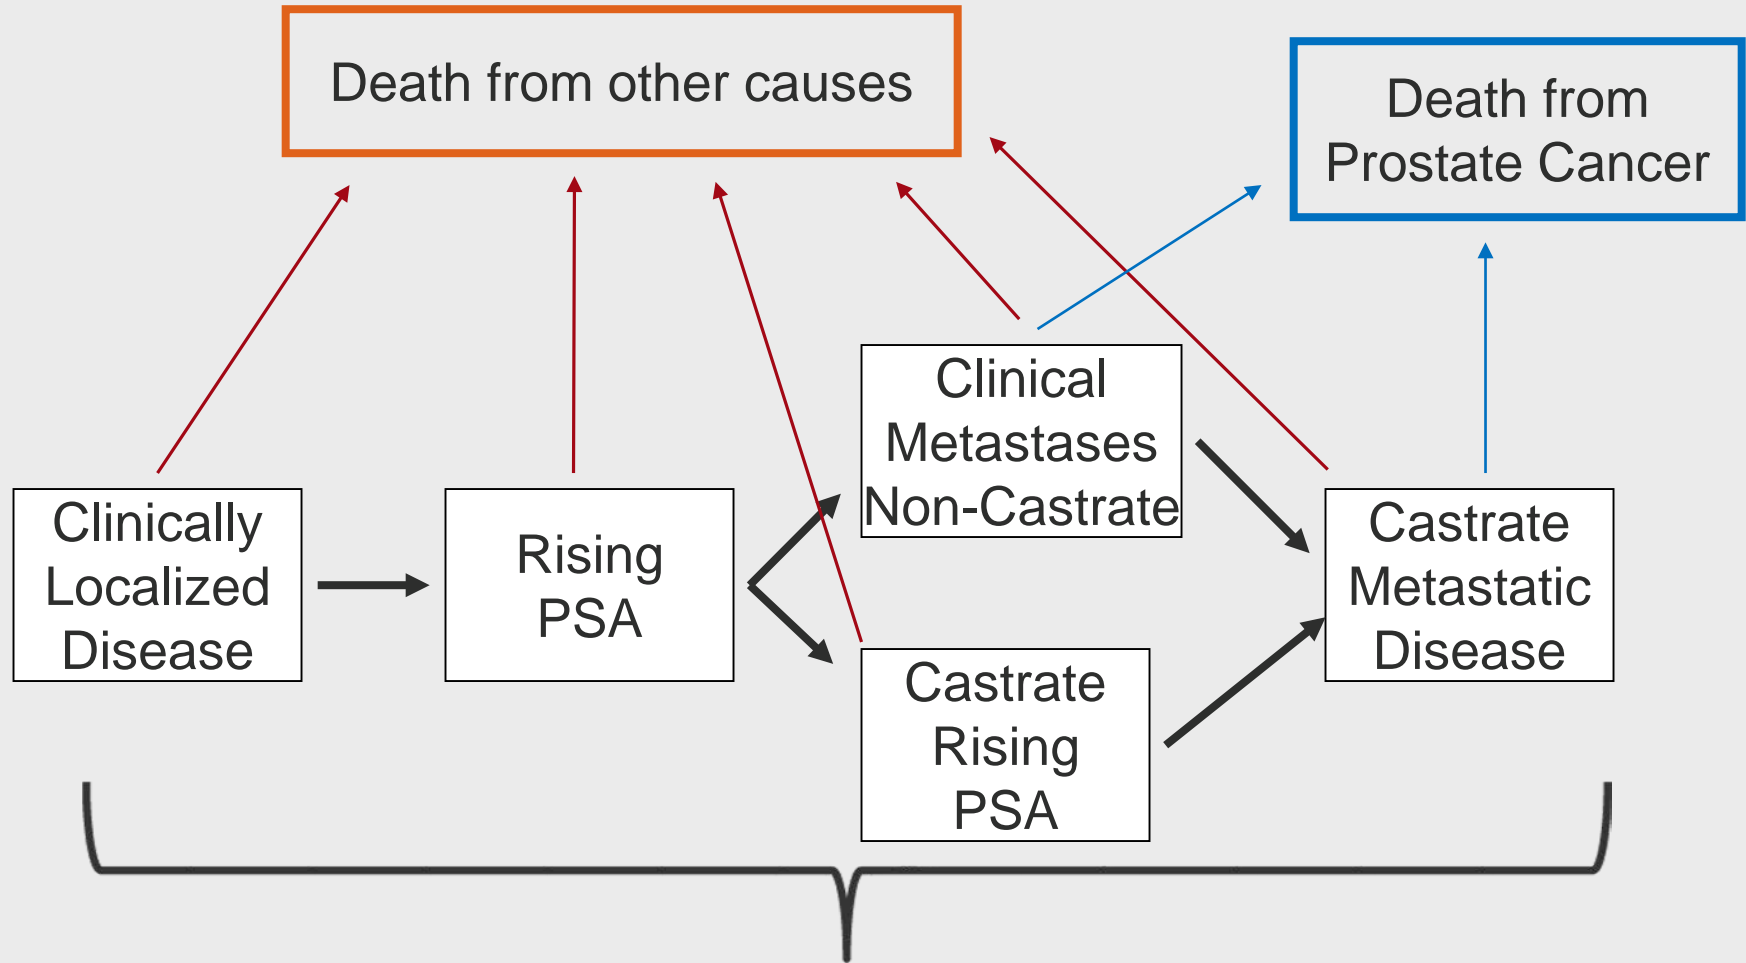 Death from other causes
Death from
Prostate Cancer
Clinical
Metastases
Non-Castrate
Clinically
Localized
Disease
Rising
PSA
Castrate
Metastatic
Disease
Castrate
Rising
PSA